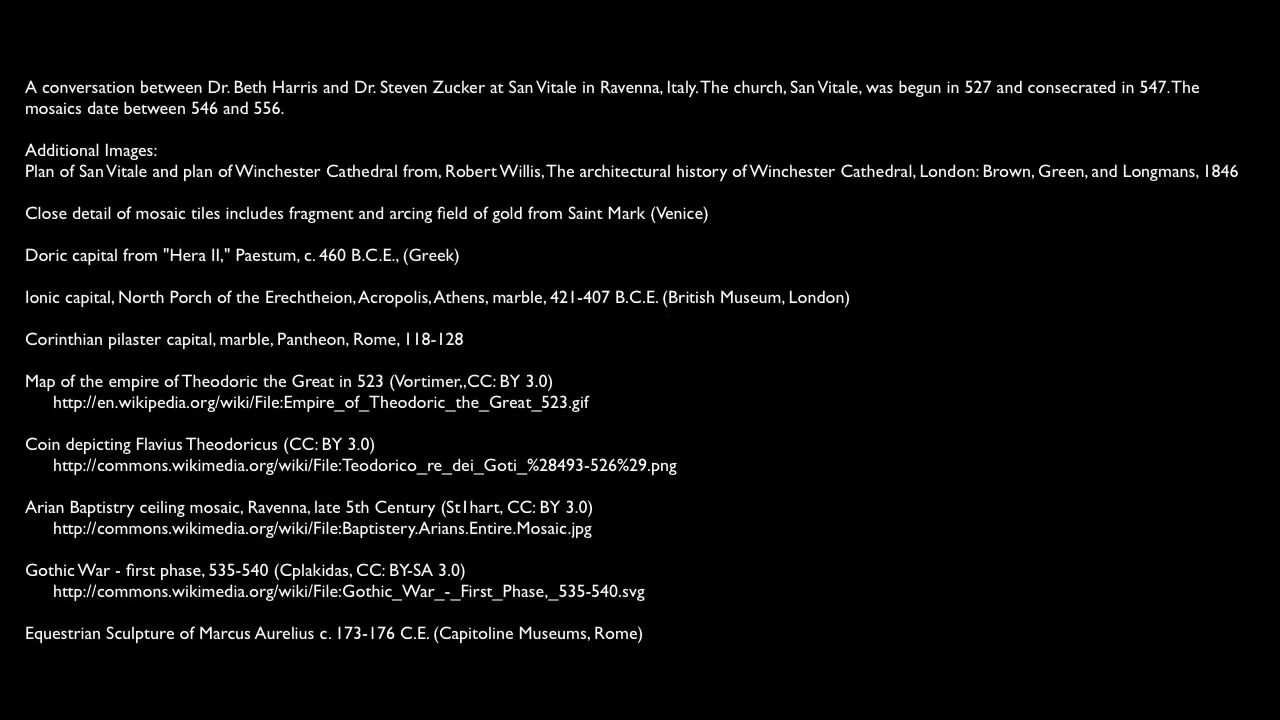 A conversation between Dr. Beth Harris and Dr. Steven Zucker at San Vitale in Ravenna, Italy. The church, San Vitale, was begun in 527 and consecrated in 547. The
mosaics date between 546 and 556.
Additional Images:
Plan of San Vitale and plan of Winchester Cathedral from, Robert Willis, The architectural history of Winchester Cathedral, London: Brown, Green, and Longmans, 1846
Close detail of mosaic tiles includes fragment and arcing field of gold from Saint Mark (Venice)
Doric capital from "Hera II," Paestum, c. 460 B.C.E., (Greek)
Ionic capital, North Porch of the Erechtheion, Acropolis, Athens, marble, 421-407 B.C.E. (British Museum, London)
Corinthian pilaster capital, marble, Pantheon, Rome, 118-128
Map of the empire of Theodoric the Great in 523 (Vortimer,,CC: BY 3.0)
http://en.wikipedia.org/wiki/File:Empire_of_Theodoric_the_Great_523.gif
Coin depicting Flavius Theodoricus (CC: BY 3.0)
http://commons.wikimedia.org/wiki/File:Teodorico_re_dei_Goti_%28493-526%29.png
Arian Baptistry ceiling mosaic, Ravenna, late 5th Century (St1hart, CC: BY 3.0)
http://commons.wikimedia.org/wiki/File:Baptistery.Arians.Entire.Mosaic.jpg
Gothic War - first phase, 535-540 (Cplakidas, CC: BY-SA 3.0)
http://commons.wikimedia.org/wiki/File:Gothic_War_-_First_Phase,_535-540.svg
Equestrian Sculpture of Marcus Aurelius c. 173-176 C.E. (Capitoline Museums, Rome)